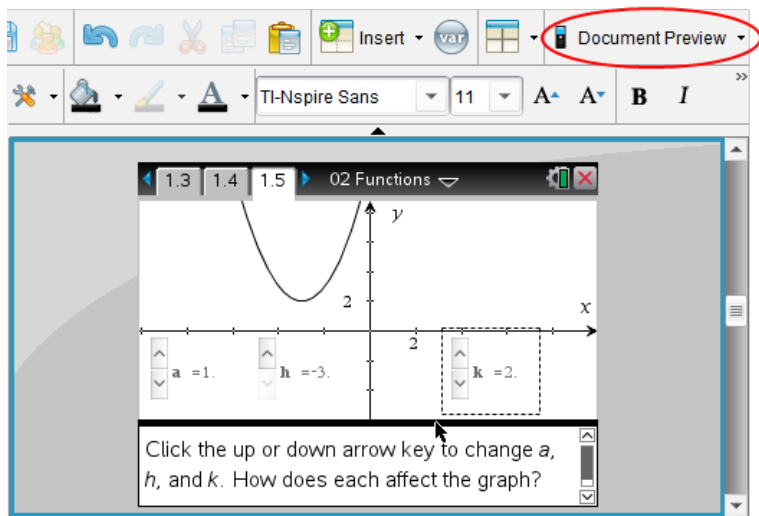 Insert var Document Preview
TI-Nspire Sans 11 A A B I »
1.3 1.4 1.5 02 Functions
y
2
x
2
a =1. h =-3. k =2.
Click the up or down arrow key to change a,
h, and k. How does each affect the graph?